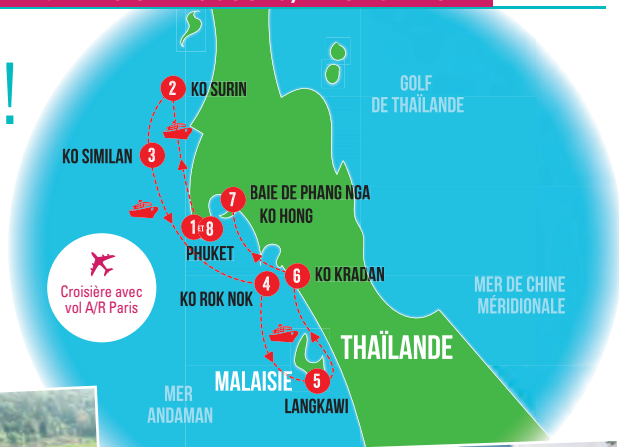 !
2 KO SURIN
GOLF
DE THAÏLANDE
KO SIMILAN 3
7 BAIE DE PHANG NGA
KO HONG
1 ET 8
PHUKET
Croisière avec
vol A/R Paris
6 KO KRADAN
4
KO ROK NOK
MER DE CHINE
MÉRIDIONALE
THAÏLANDE
MALAISIE 5
LANGKAWI
MER
ANDAMAN